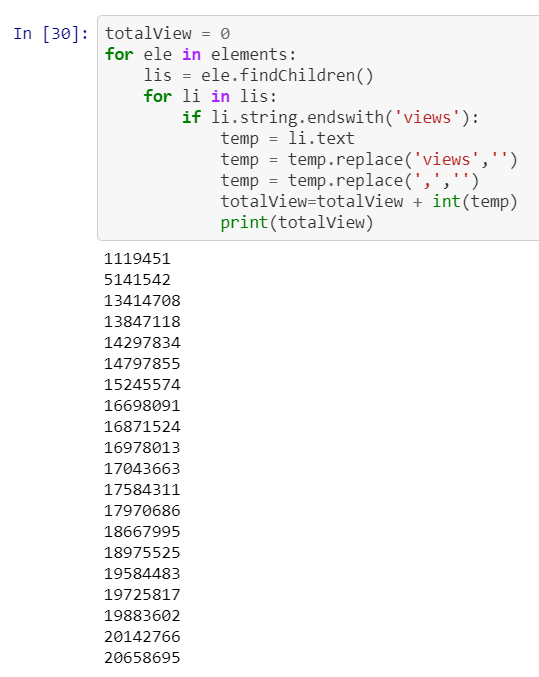 In [30]: totalView = 0
for ele in elements:
    lis = ele.findChildren()
    for li in lis:
        if li.string.endswith('views'):
            temp = li.text
            temp = temp.replace('views','')
            temp = temp.replace(',','')
            totalView=totalView + int(temp)
            print(totalView)
1119451
5141542
13414708
13847118
14297834
14797855
15245574
16698091
16871524
16978013
17043663
17584311
17970686
18667995
18975525
19584483
19725817
19883602
20142766
20658695